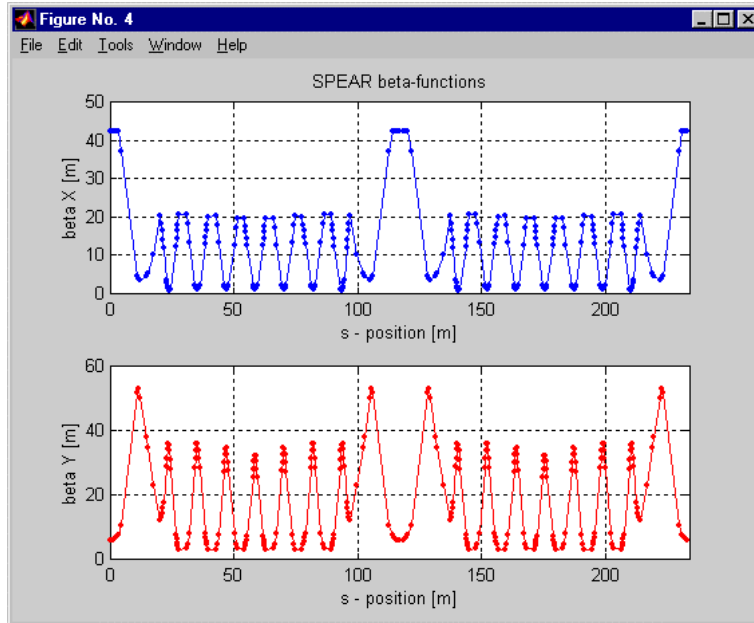 Figure No. 4
File Edit Tools Window Help
SPEAR beta-functions
50
40
30
20
10
0
beta X [m]
0 50 100 150 200
s - position [m]
60
40
20
0
beta Y [m]
0 50 100 150 200
s - position [m]